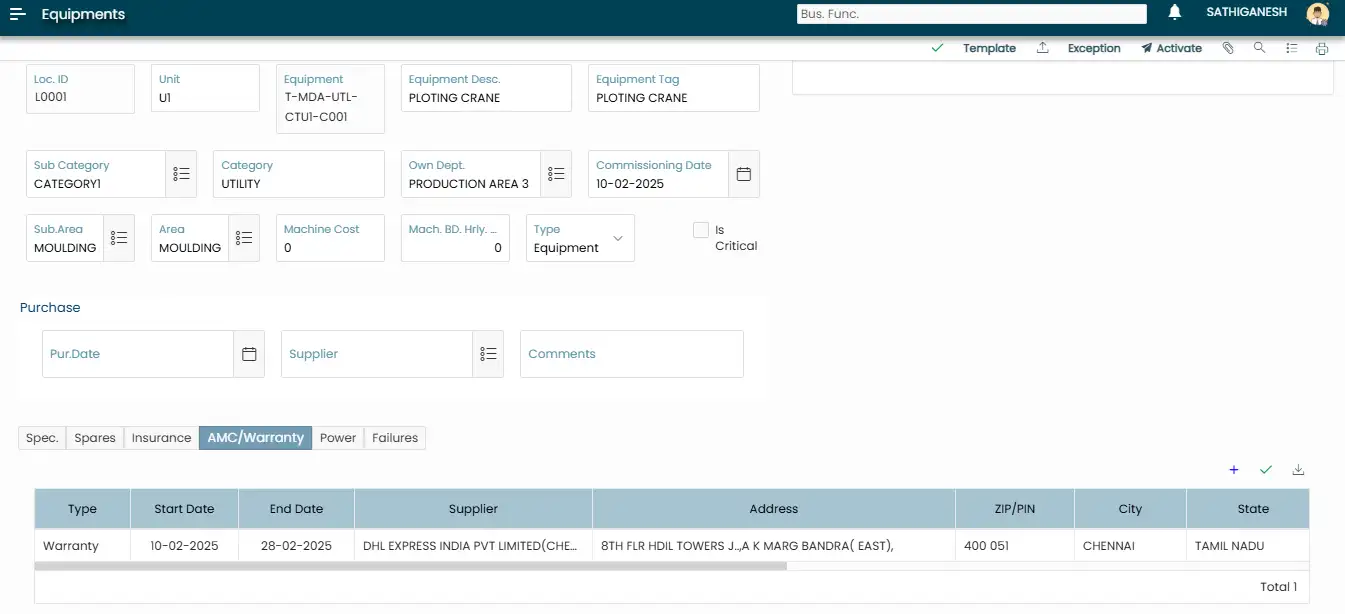 Equipments
Bus. Func.
SATHIGANESH
Template
Exception
Activate
Loc. ID
L0001
Unit
U1
Equipment
T-MDA-UTL-
CTU1-C001
Equipment Desc.
PLOTING CRANE
Equipment Tag
PLOTING CRANE
Sub Category
CATEGORY1
Category
UTILITY
Own Dept.
PRODUCTION AREA 3
Commissioning Date
10-02-2025
Sub.Area
MOULDING
Area
MOULDING
Machine Cost
0
Mach. BD. Hrly. ...
0
Type
Equipment
Is
Critical
Purchase
Pur.Date
Supplier
Comments
Spec. Spares Insurance AMC/Warranty Power Failures
Type Start Date End Date Supplier Address ZIP/PIN City State
Warranty 10-02-2025 28-02-2025 DHL EXPRESS INDIA PVT LIMITED(CHE... 8TH FLR HDIL TOWERS J..,A K MARG BANDRA( EAST), 400 051 CHENNAI TAMIL NADU
Total 1